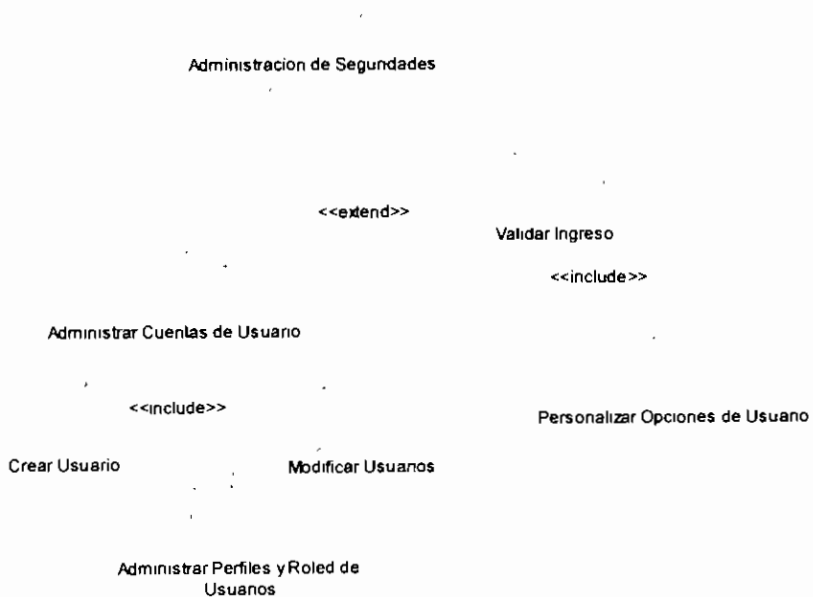 Administracion de Segundades
<<extend>>
Validar Ingreso
<<include>>
Administrar Cuentas de Usuario
<<include>>
Personalizar Opciones de Usuano
Crear Usuario
Modificar Usuanos
Administrar Perfiles y Roled de
Usuanos